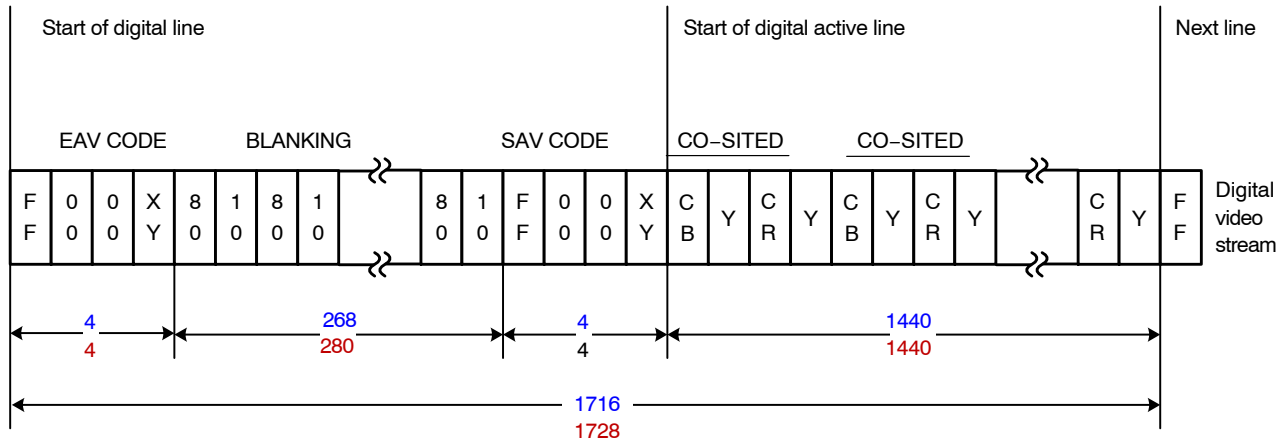 Start of digital line
Start of digital active line
Next line
EAV CODE
BLANKING
SAV CODE
CO−SITED
CO−SITED
F 0 0 X 8 1 8 1 8 1 F 0 0 X C Y C Y C Y C Y C Y F
F 0 0 Y 0 0 0 0 0 0 F 0 0 Y B R B R R F
Digital
video
stream
4 268 4 1440
4 280 4 1440
1716
1728